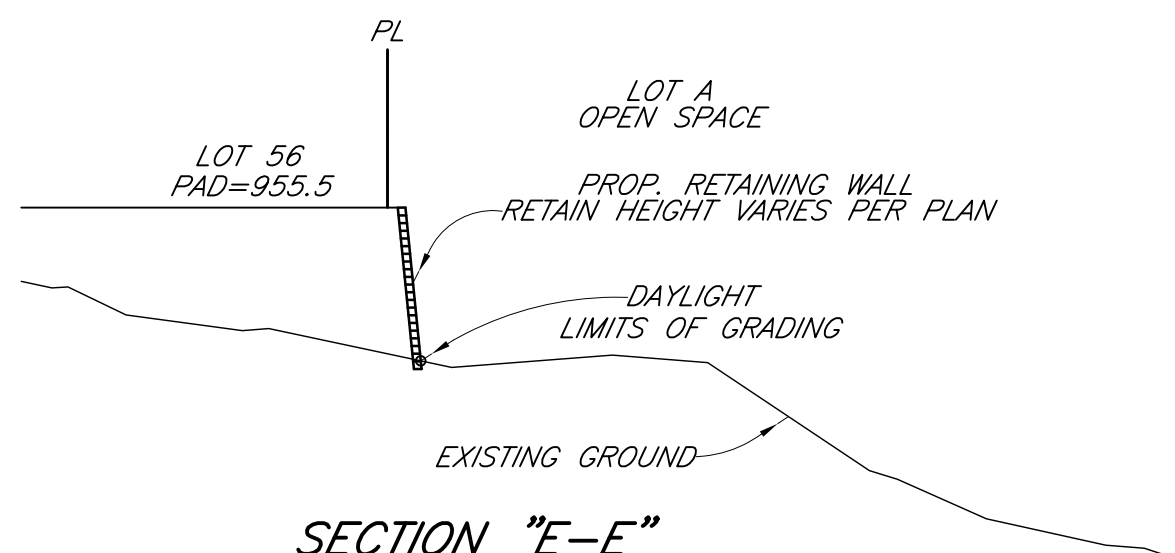 PL
LOT A
OPEN SPACE
LOT 56
PAD=955.5
PROP. RETAINING WALL
RETAIN HEIGHT VARIES PER PLAN
DAYLIGHT
LIMITS OF GRADING
EXISTING GROUND
SECTION "E-E"